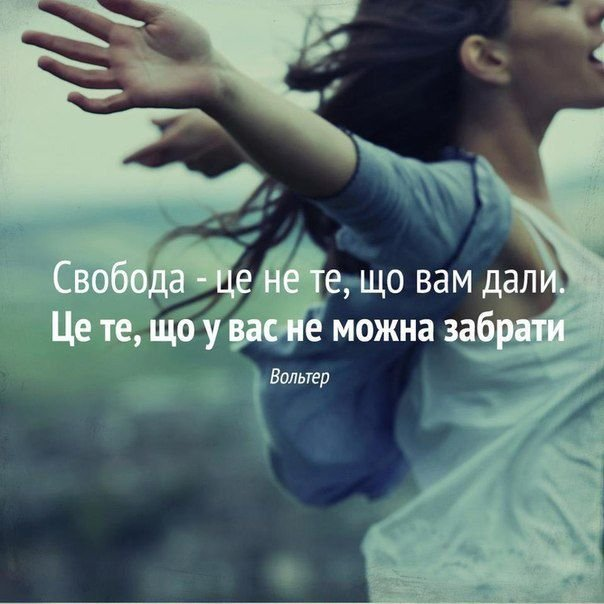 Свобода - це не те, що вам дали.
Це те, що у вас не можна забрати
Вольтер